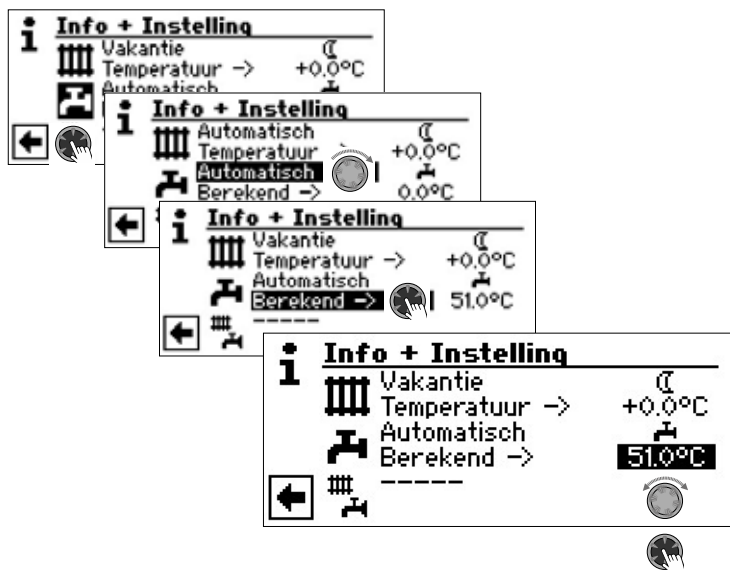 Info + Instelling
Vakantie
Temperatuur -> +0.0°C
Automatisch
Info + Instelling
Automatisch
Temperatuur +0.0°C
Automatisch
Berekend -> 0.0°C
Info + Instelling
Vakantie
Temperatuur -> +0.0°C
Automatisch
Berekend -> 51.0°C
-----
Info + Instelling
Vakantie
Temperatuur -> +0.0°C
Automatisch
Berekend -> 51.0°C
-----